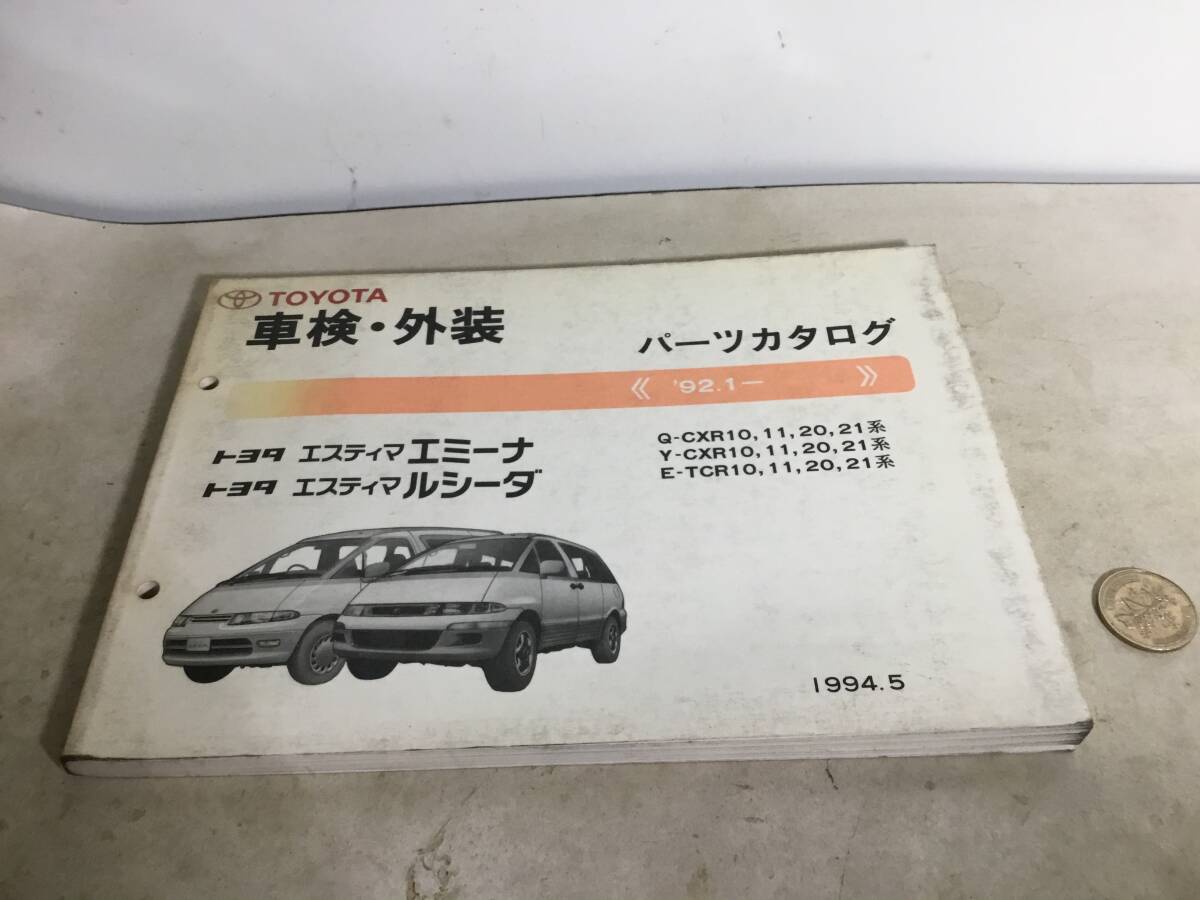 TOYOTA
車検・外装
パーツカタログ
《 '92.1ー 》
トヨタ エスティマ エミーナ
トヨタ エスティマ ルシーダ
Q-CXR10, 11, 20, 21系
Y-CXR10, 11, 20, 21系
E-TCR10, 11, 20, 21系
1994.5